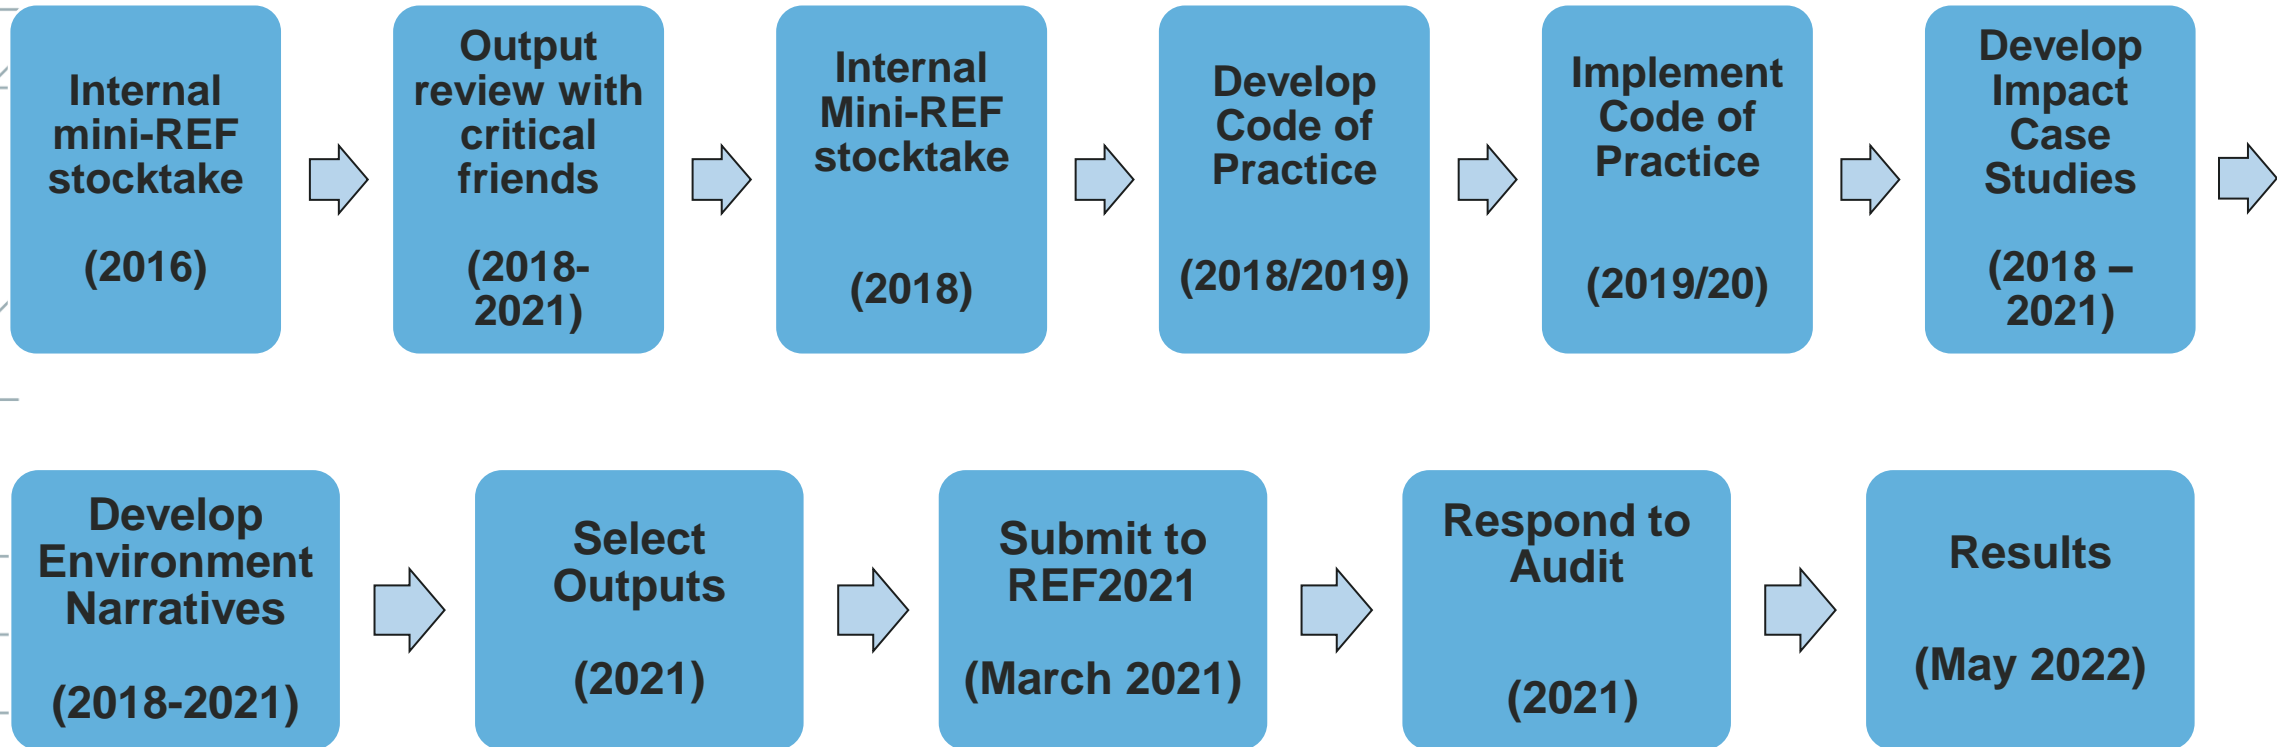 Internal
mini-REF
stocktake
(2016)
Output
review with
critical
friends
(2018-
2021)
Internal
Mini-REF
stocktake
(2018)
Develop
Code of
Practice
(2018/2019)
Implement
Code of
Practice
(2019/20)
Develop
Impact
Case
Studies
(2018 –
2021)
Develop
Environment
Narratives
(2018-2021)
Select
Outputs
(2021)
Submit to
REF2021
(March 2021)
Respond to
Audit
(2021)
Results
(May 2022)